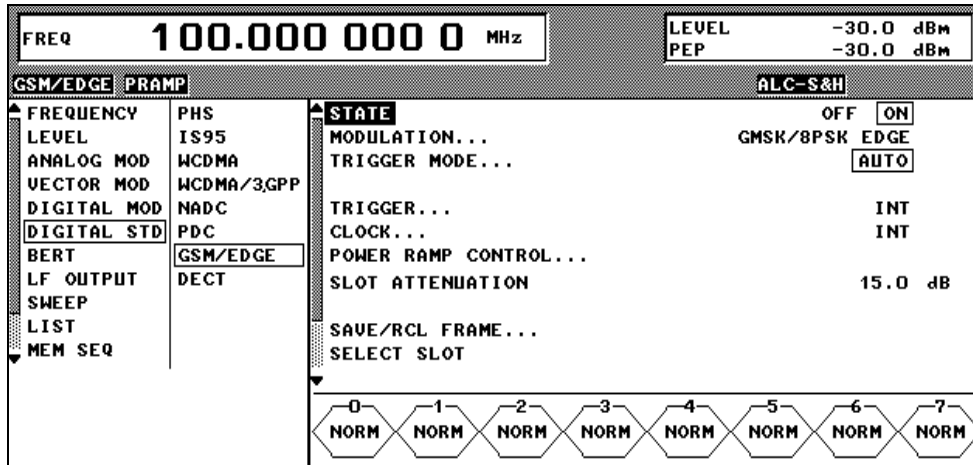 FREQ 100.000 000 0 MHz
LEVEL -30.0 dBm
PEP -30.0 dBm
GSM/EDGE PRAMP ALC-S&H
FREQUENCY
LEVEL
ANALOG MOD
VECTOR MOD
DIGITAL MOD
DIGITAL STD
BERT
LF OUTPUT
SWEEP
LIST
MEM SEQ
PHS
IS95
WCDMA
WCDMA/3GPP
NADC
PDC
GSM/EDGE
DECT
STATE OFF ON
MODULATION... GMSK/8PSK EDGE
TRIGGER MODE... AUTO
TRIGGER... INT
CLOCK... INT
POWER RAMP CONTROL...
SLOT ATTENUATION 15.0 dB
SAVE/RCL FRAME...
SELECT SLOT
0 1 2 3 4 5 6 7
NORM NORM NORM NORM NORM NORM NORM NORM